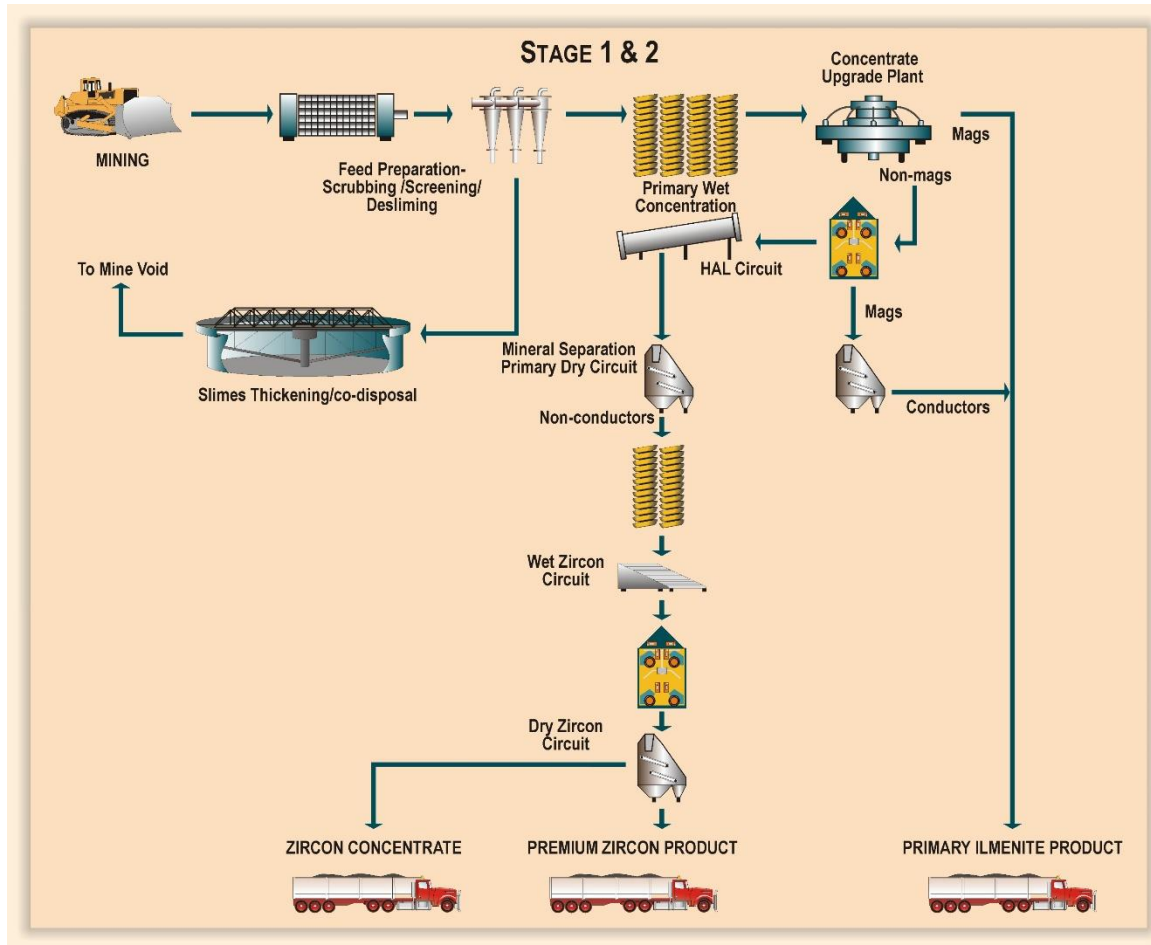 STAGE 1 & 2
MINING
Feed Preparation-
Scrubbing /Screening/
Desliming
Primary Wet
Concentration
Concentrate
Upgrade Plant
Mags
Non-mags
HAL Circuit
Mags
To Mine Void
Slimes Thickening/co-disposal
Mineral Separation
Primary Dry Circuit
Non-conductors
Conductors
Wet Zircon
Circuit
Dry Zircon
Circuit
ZIRCON CONCENTRATE
PREMIUM ZIRCON PRODUCT
PRIMARY ILMENITE PRODUCT